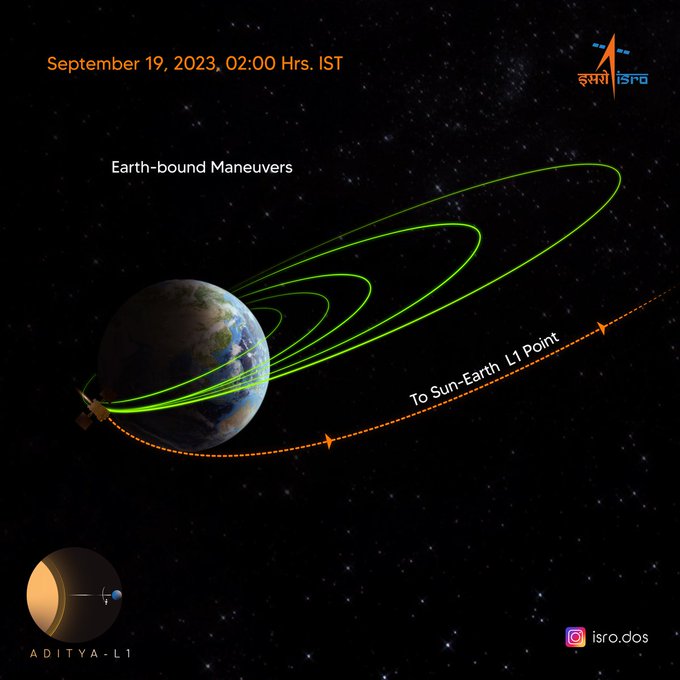 September 19, 2023, 02:00 Hrs. IST
इसरो isro
Earth-bound Maneuvers
To Sun-Earth L1 Point
ADITYA-L1
isro.dos